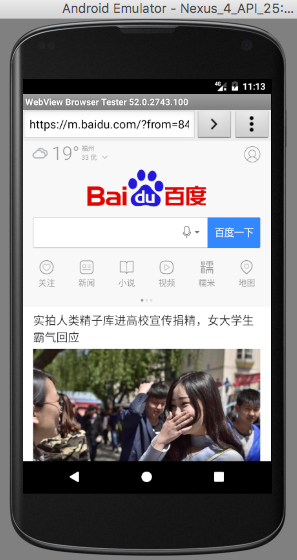 Android Emulator - Nexus_4_API_25:...
4G 11:13
WebView Browser Tester 52.0.2743.100
https://m.baidu.com/?from=84
19° 福州
33 优
Bai du 百度
百度一下
关注 新闻 小说 视频 糯米 地图
实拍人类精子库进高校宣传捐精，女大学生
霸气回应